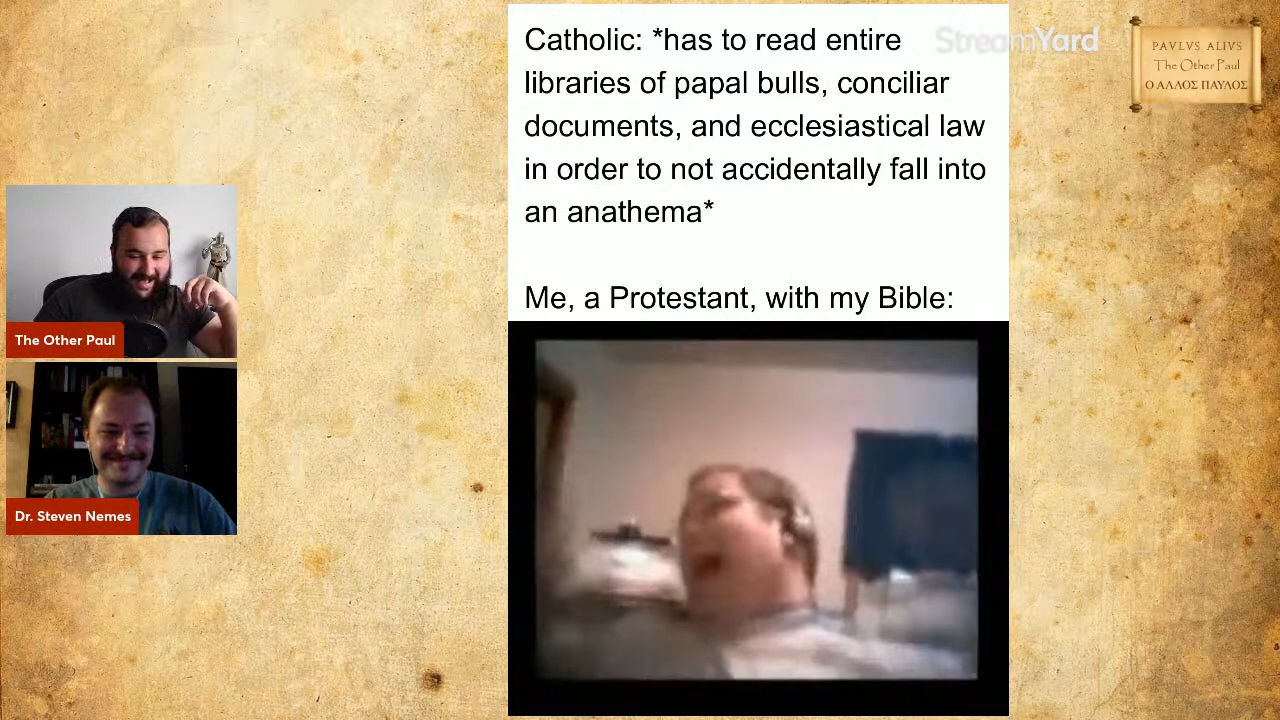 Catholic: *has to read entire
libraries of papal bulls, conciliar
documents, and ecclesiastical law
in order to not accidentally fall into
an anathema*
Me, a Protestant, with my Bible:
StreamYard
PAVLVS ALIVS
The Other Paul
Ο ΑΛΛΟΣ ΠΑΥΛΟΣ
The Other Paul
Dr. Steven Nemes